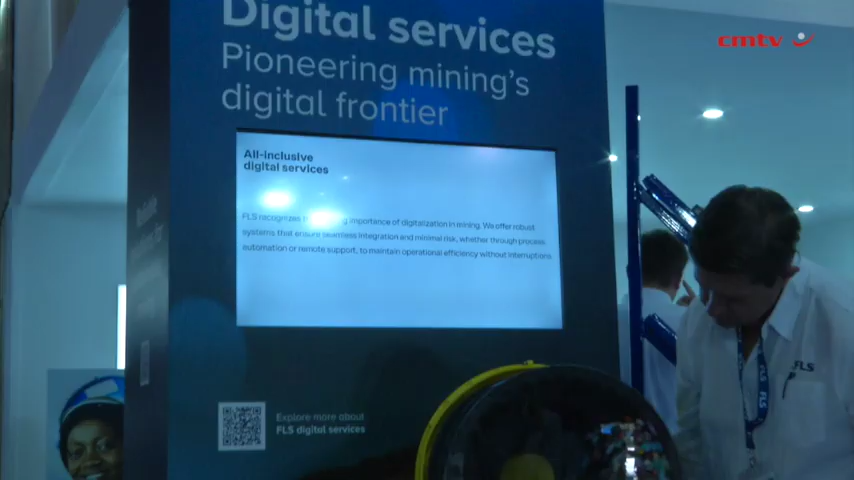 cmtv
Digital services
Pioneering mining's
digital frontier
All-inclusive
digital services
FLS recognizes importance of digitalization in mining. We offer robust
systems that ensure seamless integration and minimal risk, whether through process
automation or remote support, to maintain operational efficiency without interruptions
Explore more about
FLS digital services
FLS
FLS